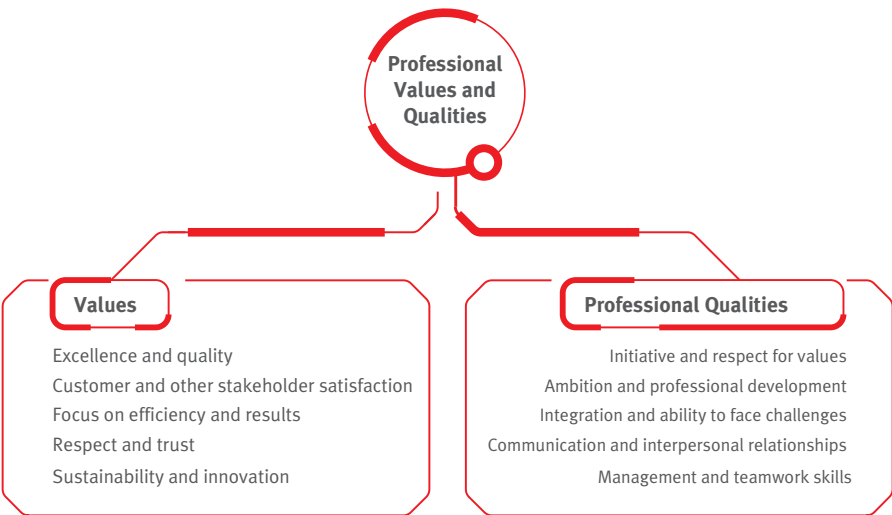 Professional
Values and
Qualities
Values
Excellence and quality
Customer and other stakeholder satisfaction
Focus on efficiency and results
Respect and trust
Sustainability and innovation
Professional Qualities
Initiative and respect for values
Ambition and professional development
Integration and ability to face challenges
Communication and interpersonal relationships
Management and teamwork skills